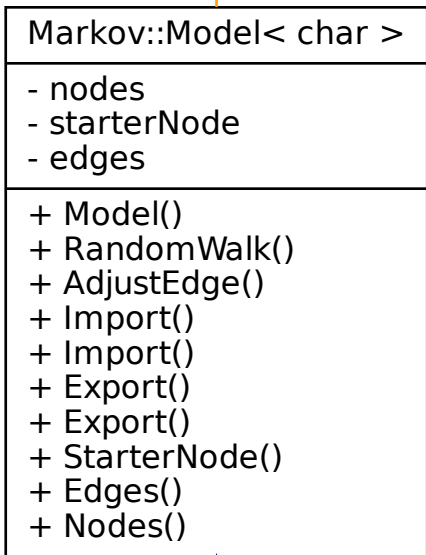 Markov::Model< char >
- nodes
- starterNode
- edges
+ Model()
+ RandomWalk()
+ AdjustEdge()
+ Import()
+ Import()
+ Export()
+ Export()
+ StarterNode()
+ Edges()
+ Nodes()